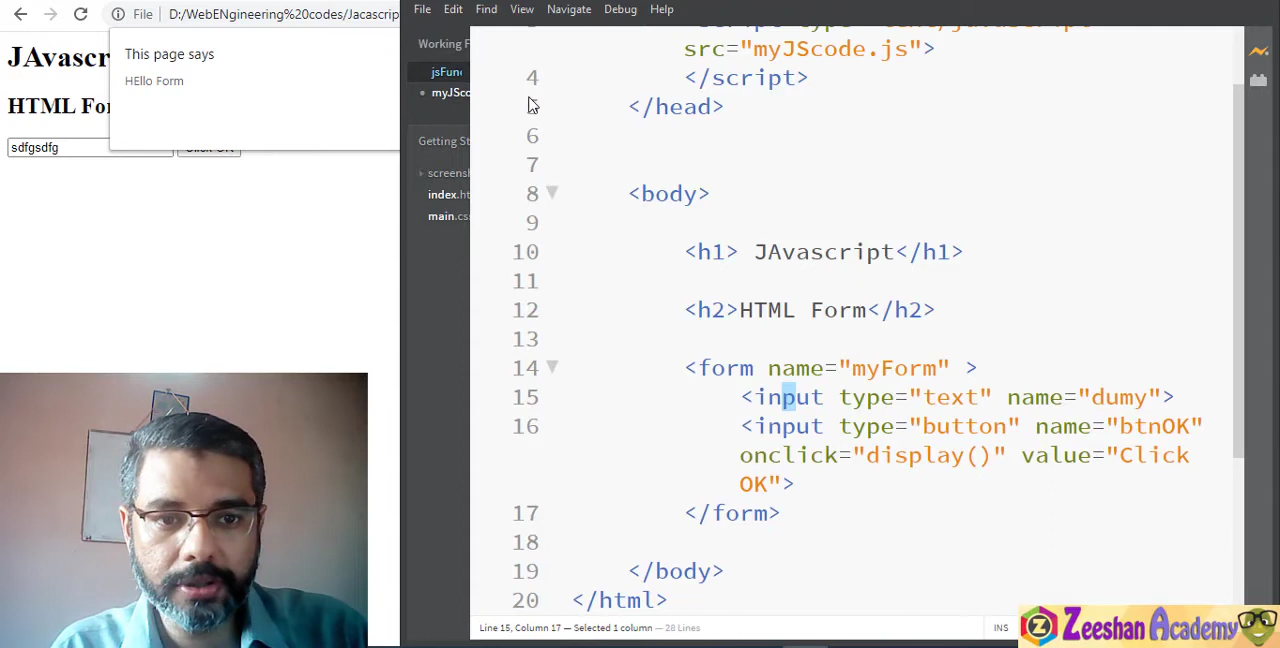 File D:/WebENgineering%20codes/Jacascrip
JAvascr
This page says
HEllo Form
HTML For
sdfgsdfg
File Edit Find View Navigate Debug Help
Working F
jsFunc
myJSco
Getting St
screensh
index.ht
main.cs
src="myJScode.js">
4 </script>
</head>
6
7
8 <body>
9
10 <h1> JAvascript</h1>
11
12 <h2>HTML Form</h2>
13
14 <form name="myForm" >
15 <input type="text" name="dumy">
16 <input type="button" name="btnOK"
onclick="display()" value="Click
OK">
17 </form>
18
19 </body>
20 </html>
Line 15, Column 17 — Selected 1 column — 28 Lines
INS
Zeeshan Academy